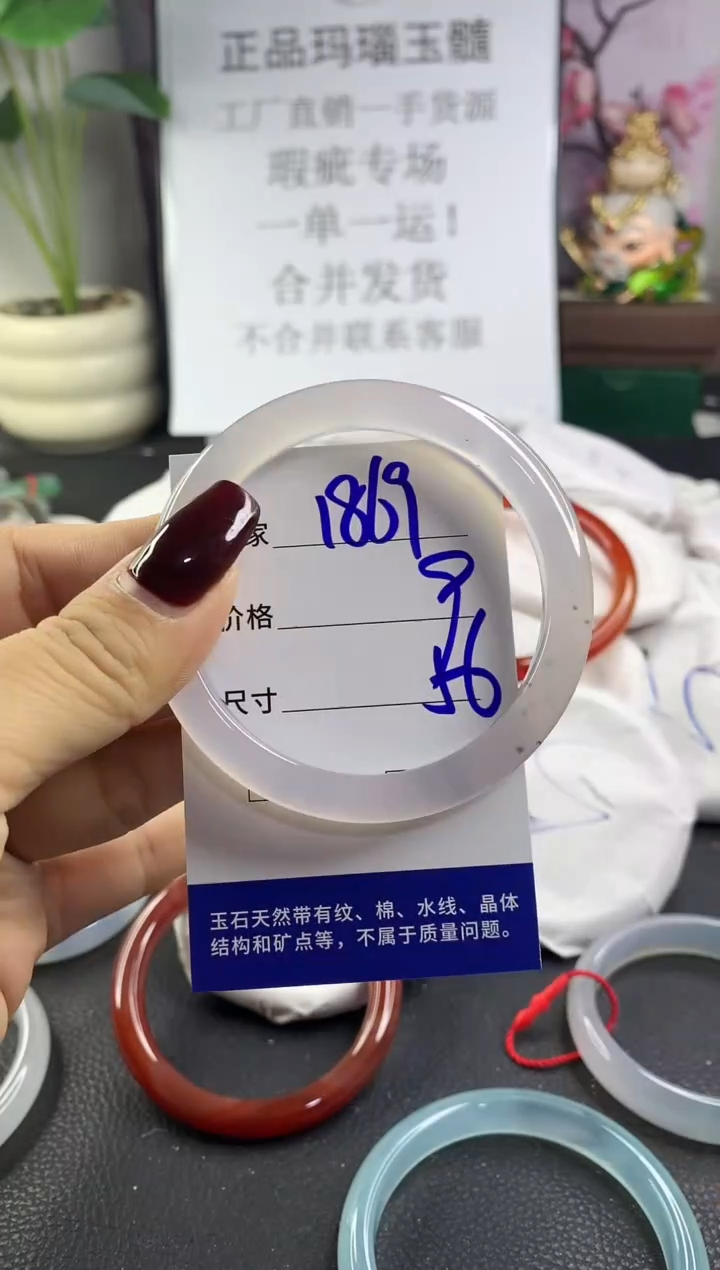 正品玛瑙玉髓
工厂直销一手货源
瑕疵专场
一单一运！
合并发货
不合并联系客服
家 1869
价格
尺寸 56
玉石天然带有纹、棉、水线、晶体
结构和矿点等，不属于质量问题。